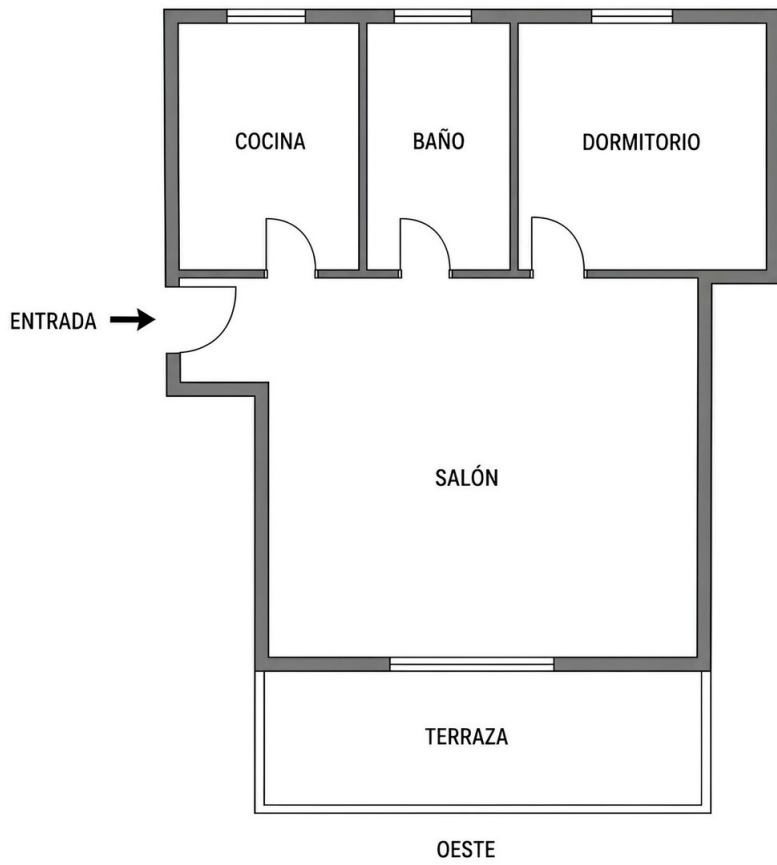 COCINA
BAÑO
DORMITORIO
ENTRADA
SALÓN
TERRAZA
OESTE